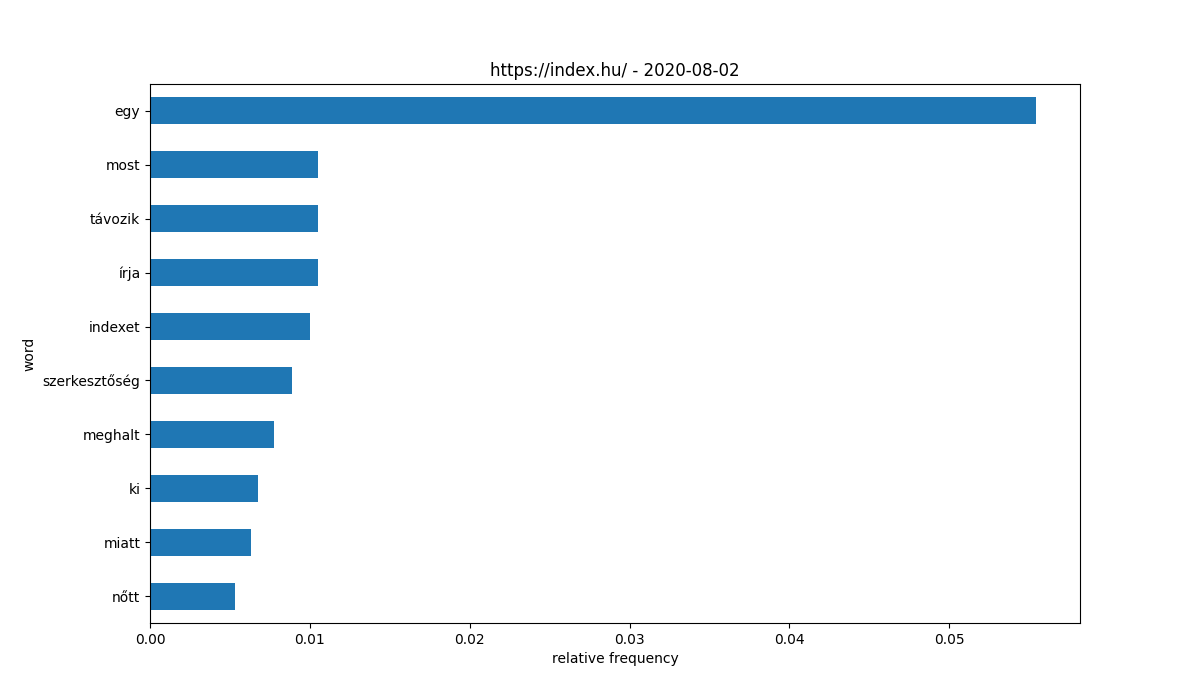 https://index.hu/ - 2020-08-02
egy
most
távozik
írja
indexet
szerkesztőség
meghalt
ki
miatt
nőtt
word
0.00 0.01 0.02 0.03 0.04 0.05
relative frequency